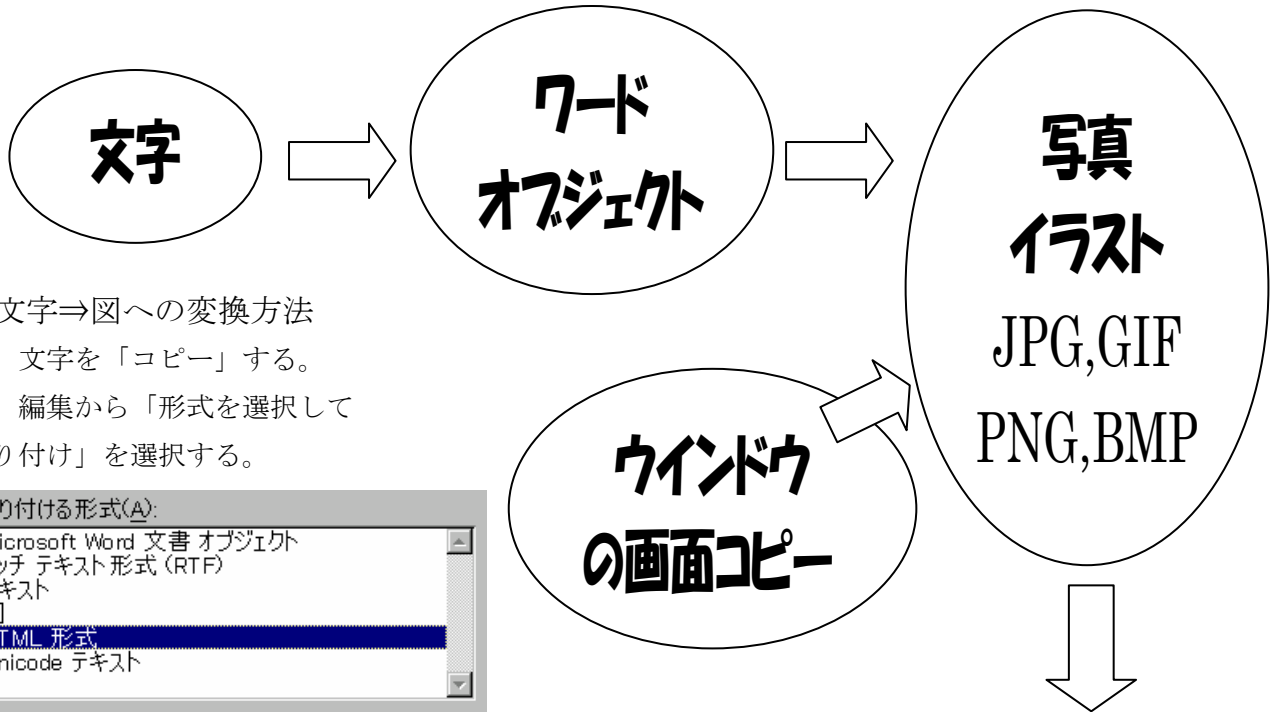 文字
ワード
オブジェクト
写真
イラスト
JPG,GIF
PNG,BMP
文字⇒図への変換方法
文字を「コピー」する。
編集から「形式を選択して
り付け」を選択する。
ウインドウ
の画面コピー
り付ける形式(A):
icrosoft Word 文書 オブジェクト
ッチ テキスト形式 (RTF)
キスト
TML 形式
nicode テキスト